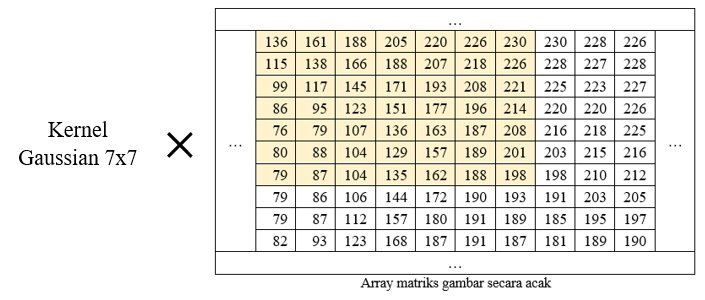 ...
136 161 188 205 220 226 230 230 228 226
115 138 166 188 207 218 226 228 227 228
99 117 145 171 193 208 221 225 223 227
86 95 123 151 177 196 214 220 220 226
76 79 107 136 163 187 208 216 218 225
Kernel
Gaussian 7x7
×
...
...
80 88 104 129 157 189 201 203 215 216
79 87 104 135 162 188 198 198 210 212
79 86 106 144 172 190 193 191 203 205
79 87 112 157 180 191 189 185 195 197
82 93 123 168 187 191 187 181 189 190
...
Array matriks gambar secara acak